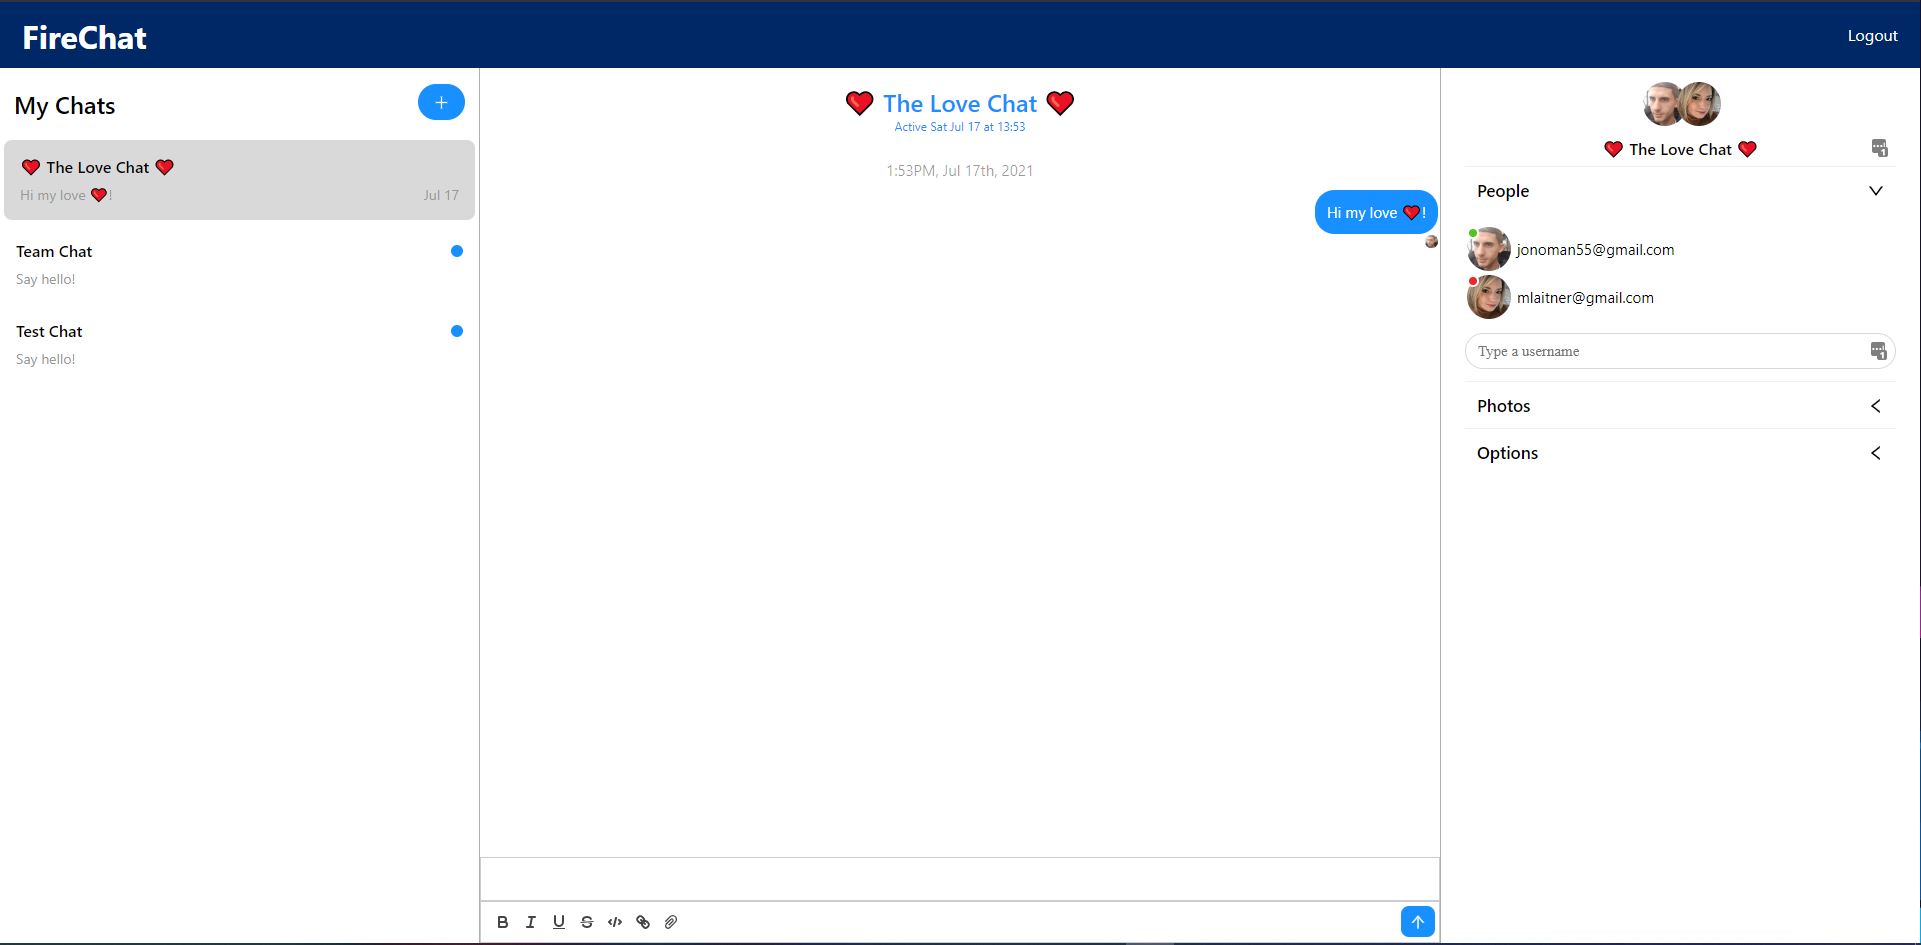 FireChat
Logout
My Chats
+
❤️ The Love Chat ❤️
Hi my love ❤️!
Jul 17
Team Chat
Say hello!
Test Chat
Say hello!
❤️ The Love Chat ❤️
Active Sat Jul 17 at 13:53
1:53PM, Jul 17th, 2021
Hi my love ❤️!
B I U S </>
❤️ The Love Chat ❤️
1
People
jonoman55@gmail.com
mlaitner@gmail.com
Type a username
1
Photos
Options